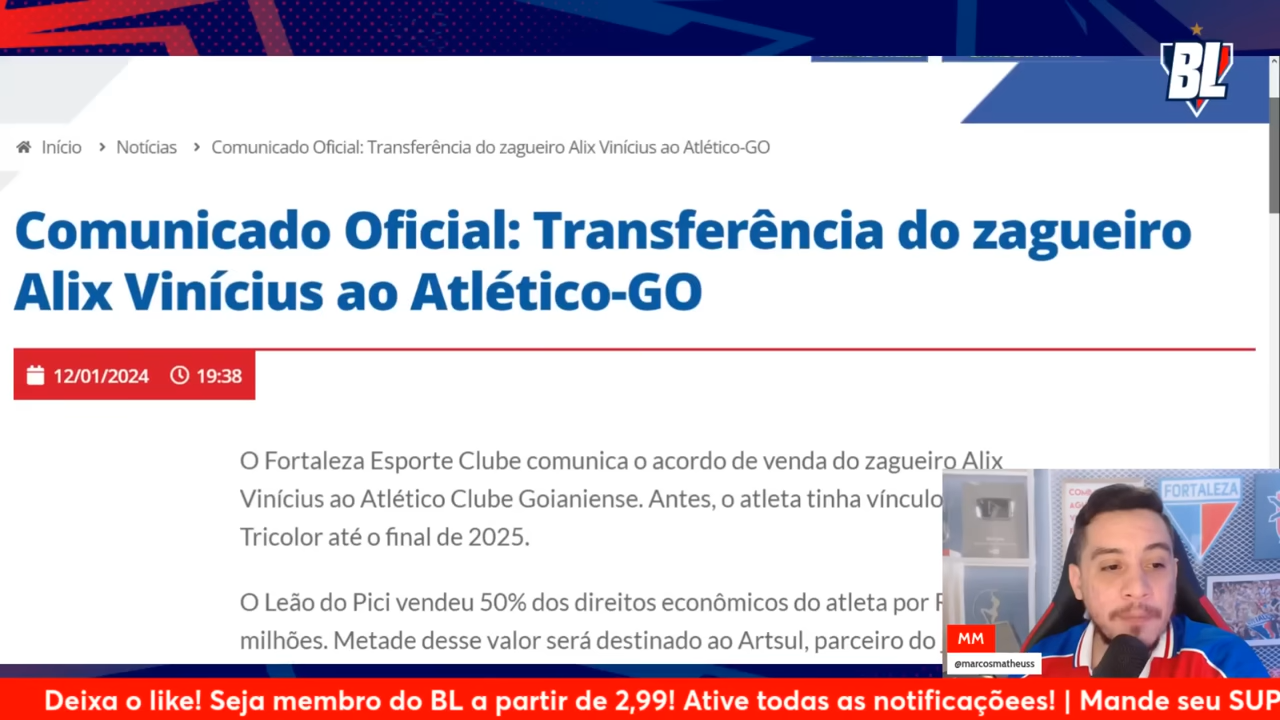 BL
Início > Notícias > Comunicado Oficial: Transferência do zagueiro Alix Vinícius ao Atlético-GO
Comunicado Oficial: Transferência do zagueiro
Alix Vinícius ao Atlético-GO
12/01/2024 19:38
O Fortaleza Esporte Clube comunica o acordo de venda do zagueiro Alix
Vinícius ao Atlético Clube Goianiense. Antes, o atleta tinha vínculo
Tricolor até o final de 2025.
O Leão do Pici vendeu 50% dos direitos econômicos do atleta por
milhões. Metade desse valor será destinado ao Artsul, parceiro do
FORTALEZA
MM
@marcosmatheuss
Deixa o like! Seja membro do BL a partir de 2,99! Ative todas as notificaçõees! | Mande seu SUP